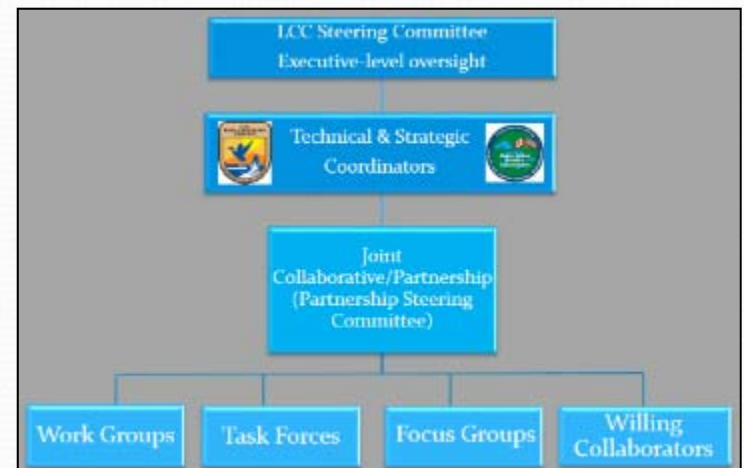 LCC Steering Committee
Executive-level oversight
Technical & Strategic
Coordinators
Joint
Collaborative/Partnership
(Partnership Steering
Committee)
Work Groups
Task Forces
Focus Groups
Willing
Collaborators